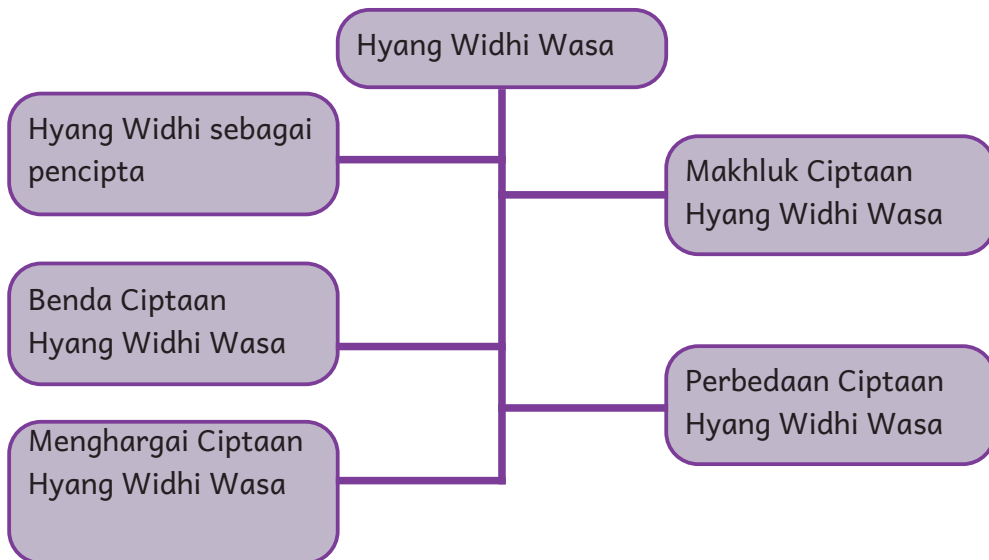 Hyang Widhi Wasa
Hyang Widhi sebagai
pencipta
Makhluk Ciptaan
Hyang Widhi Wasa
Benda Ciptaan
Hyang Widhi Wasa
Perbedaan Ciptaan
Hyang Widhi Wasa
Menghargai Ciptaan
Hyang Widhi Wasa